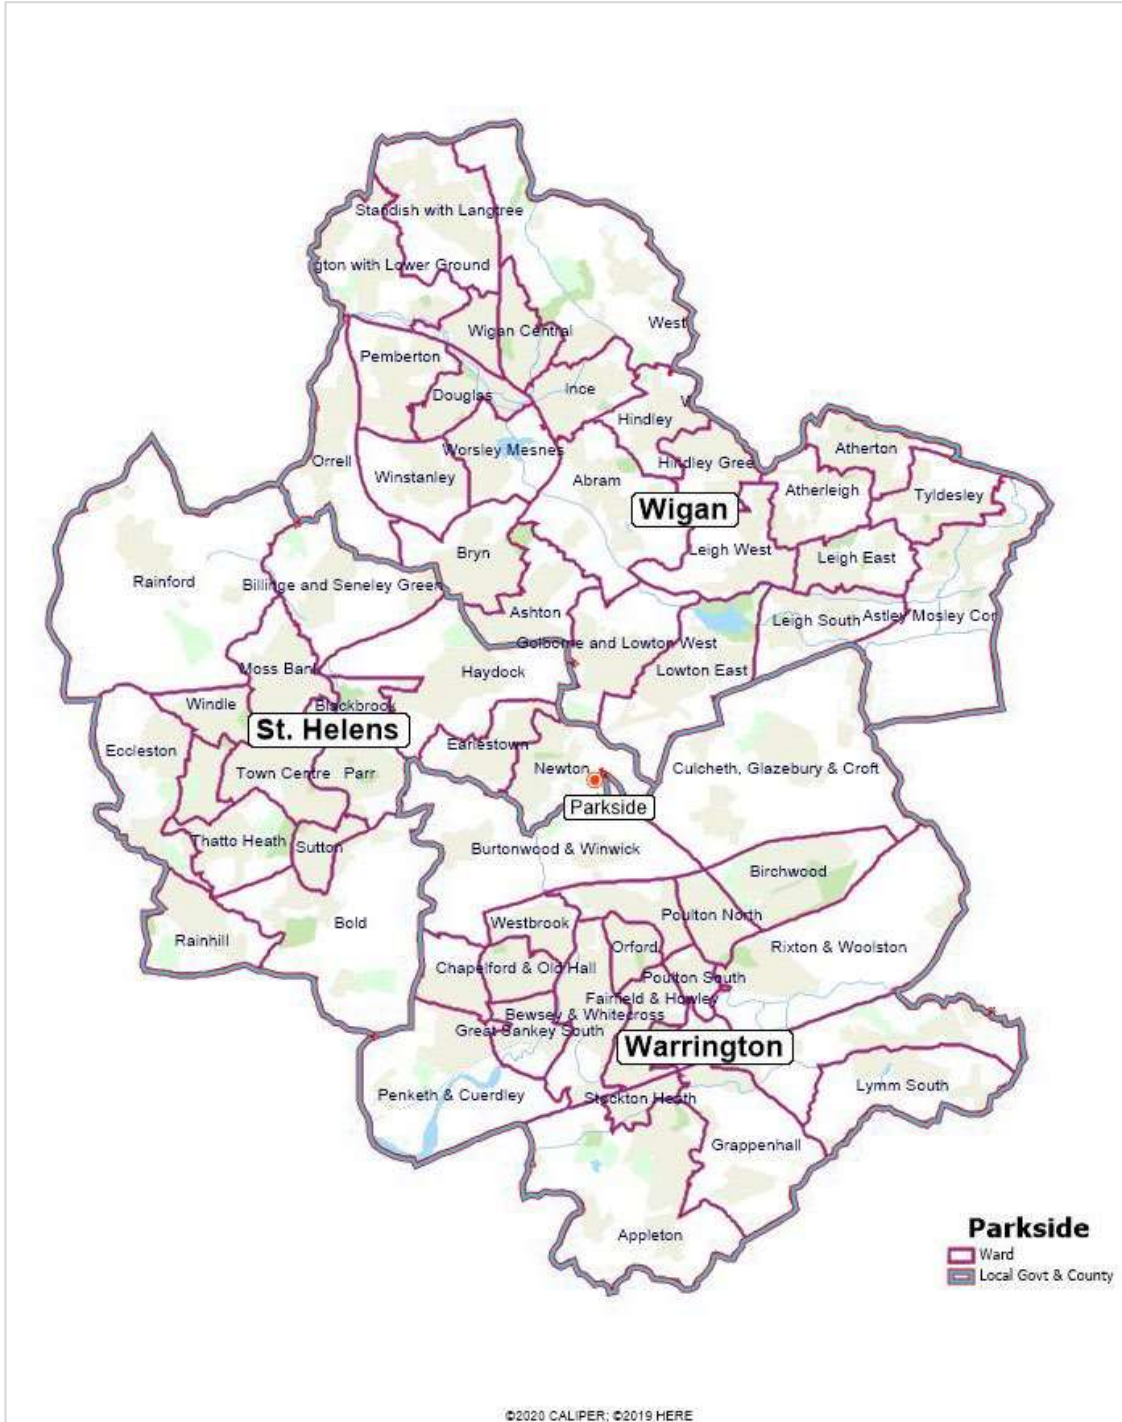 Standish with Langtree
gton with Lower Ground
Wigan Central
West
Pemberton
Douglas
Ince
Hindley
Orrell
Worsley Mesnes
Winstanley
Abram
Hindley Gree
Atherton
Atherleigh
Tyldesley
Wigan
Bryn
Leigh West
Leigh East
Rainford
Billinge and Seneley Green
Ashton
Leigh South
Astley Mosley Con
Golborne and Lowton West
Lowton East
Moss Bank
Haydock
Windle
Blackbrook
St. Helens
Eccleston
Earlestown
Town Centre
Parr
Newton
Culcheth, Glazebury & Croft
Parkside
Thatto Heath
Sutton
Burtonwood & Winwick
Birchwood
Rainhill
Bold
Westbrook
Poulton North
Orford
Rixton & Woolston
Chapelford & Old Hall
Poulton South
Fairfield & Howley
Bewsey & Whitecross
Great Sankey South
Warrington
Penketh & Cuerdley
Stockton Heath
Lymm South
Grappenhall
Appleton
Parkside
Ward
Local Govt & County
©2020 CALIPER; ©2019 HERE